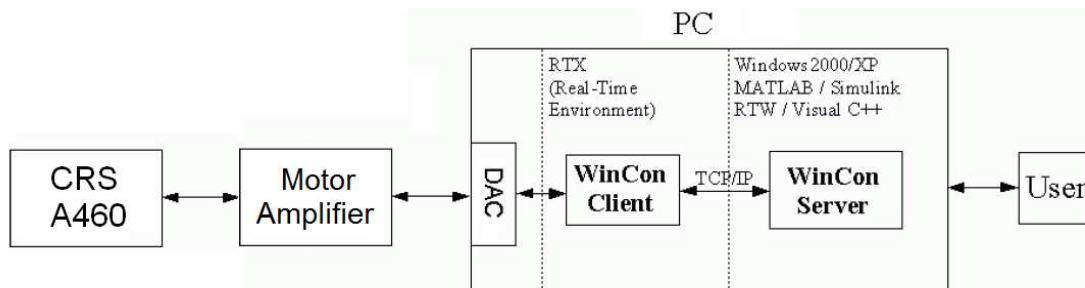 PC
RTX
(Real-Time
Environment)
Windows 2000/XP
MATLAB / Simulink
RTW / Visual C++
CRS
A460
Motor
Amplifier
DAC
WinCon
Client
TCP/IP
WinCon
Server
User